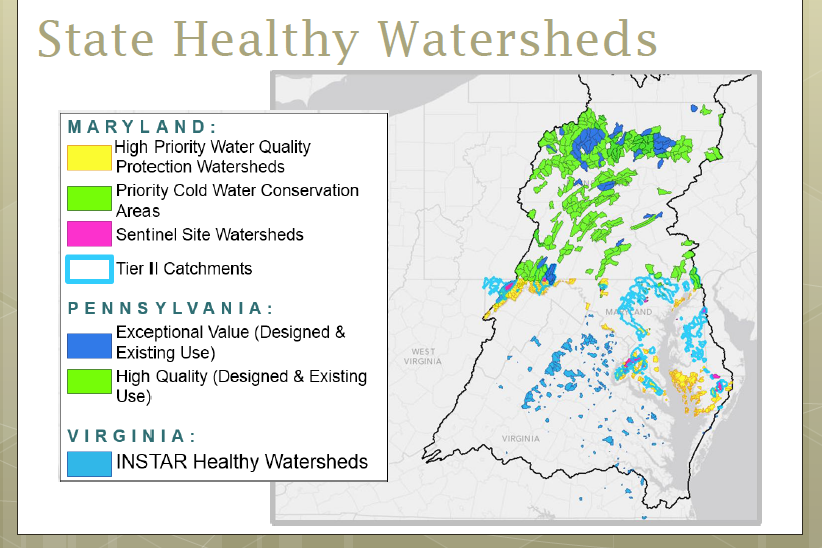 State Healthy Watersheds
MARYLAND:
High Priority Water Quality
Protection Watersheds
Priority Cold Water Conservation
Areas
Sentinel Site Watersheds
Tier II Catchments
PENNSYLVANIA:
Exceptional Value (Designed &
Existing Use)
High Quality (Designed & Existing
Use)
VIRGINIA:
INSTAR Healthy Watersheds
MARYLAND
WEST
VIRGINIA
VIRGINIA